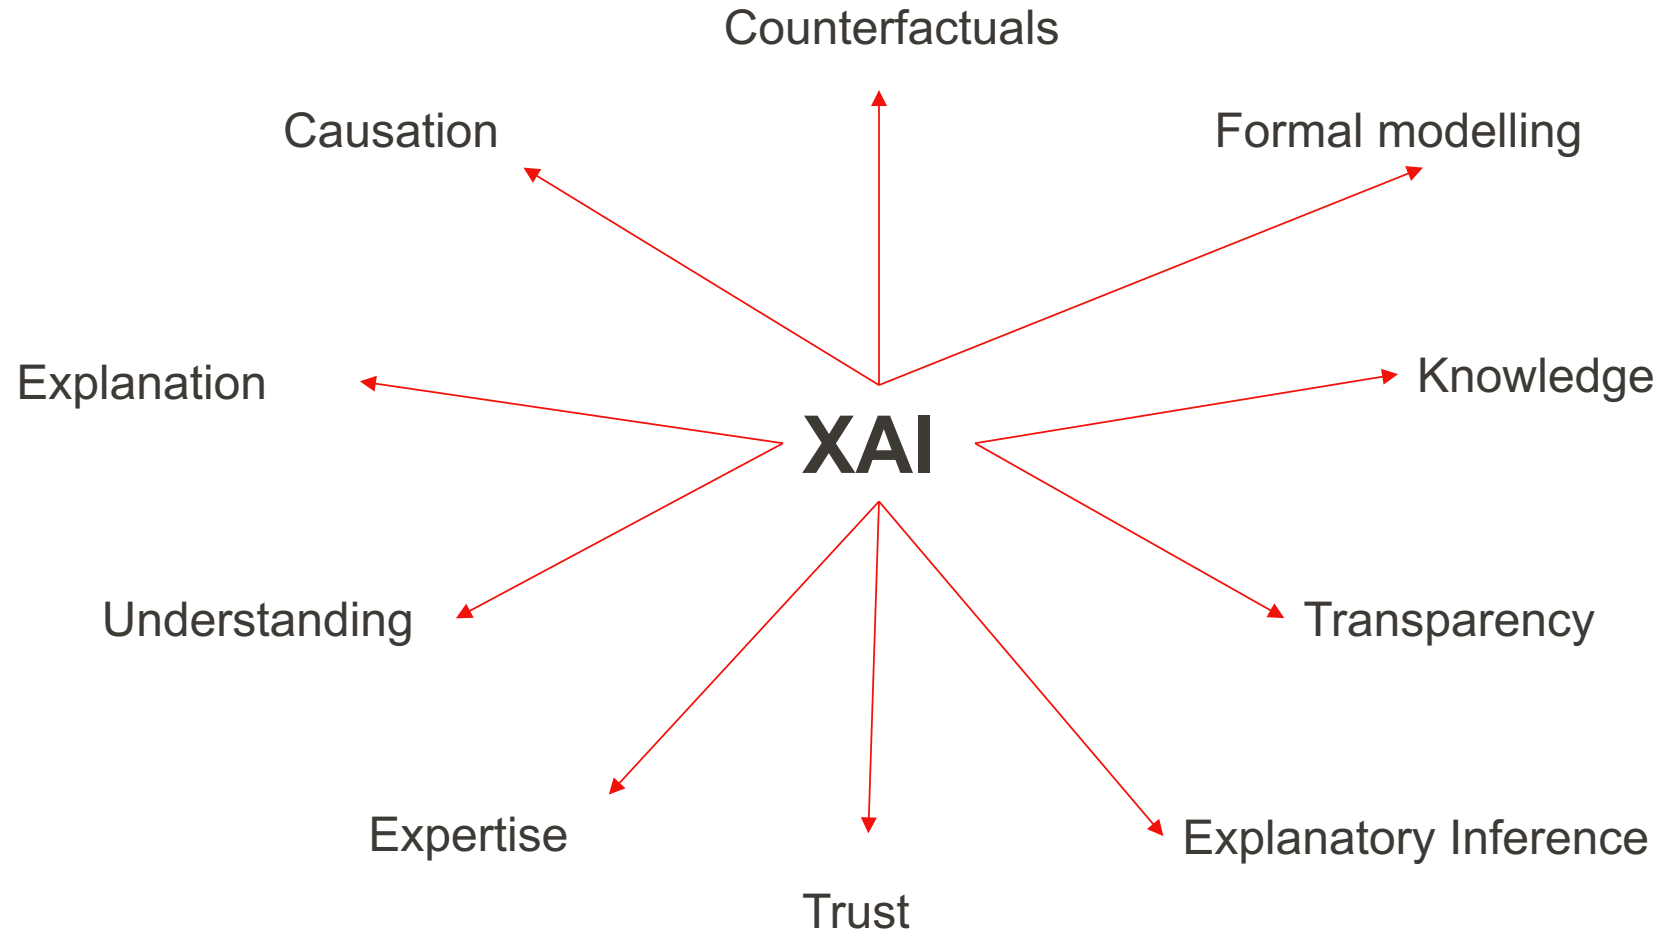 Counterfactuals
Causation
Formal modelling
Explanation
Knowledge
XAI
Understanding
Transparency
Expertise
Explanatory Inference
Trust